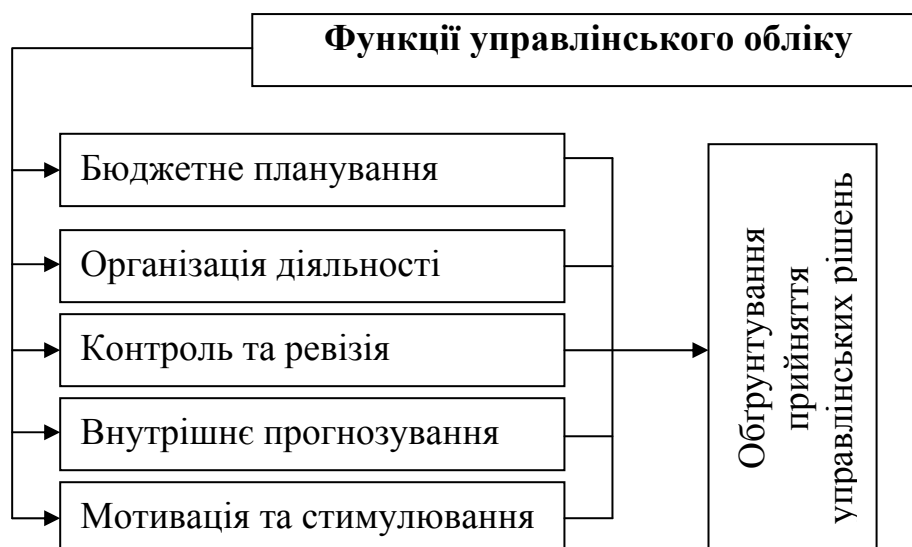 Функції управлінського обліку
Бюджетне планування
Організація діяльності
Контроль та ревізія
Внутрішнє прогнозування
Мотивація та стимулювання
Обґрунтування
прийняття
управлінських рішень